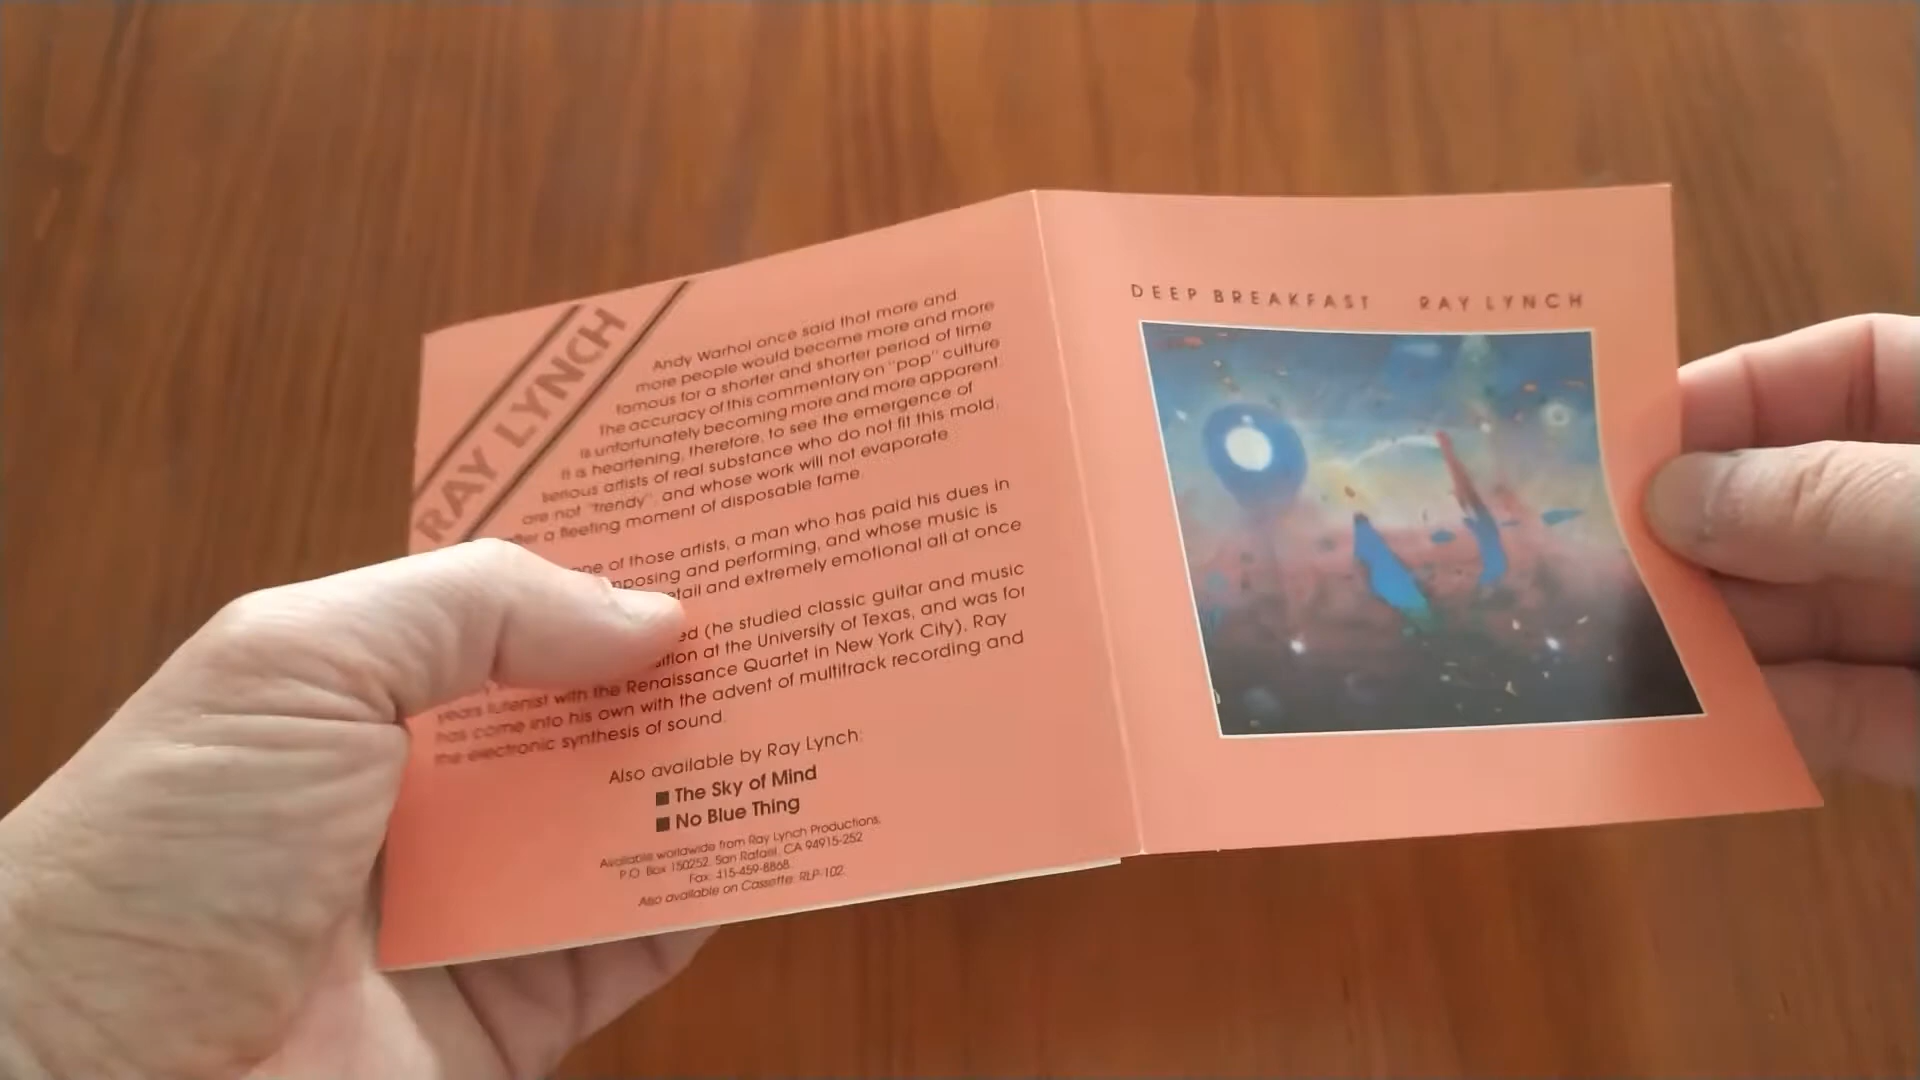 RAY LYNCH
Andy Warhol once said that more and
more people would become more and more
famous for a shorter and shorter period of time.
The accuracy of this commentary on "pop" culture
is unfortunately becoming more and more apparent.
It is heartening, therefore, to see the emergence of
serious artists of real substance who do not fit this mold,
are not "trendy", and whose work will not evaporate
after a fleeting moment of disposable fame.
one of those artists, a man who has paid his dues in
posing and performing, and whose music is
etail and extremely emotional all at once
ed (he studied classic guitar and music
sition at the University of Texas, and was for
years lutenist with the Renaissance Quartet in New York City), Ray
has come into his own with the advent of multitrack recording and
the electronic synthesis of sound.
Also available by Ray Lynch:
■ The Sky of Mind
■ No Blue Thing
Available worldwide from Ray Lynch Productions,
P.O. Box 150252, San Rafael, CA 94915-252
Fax: 415-459-8868.
Also available on Cassette: RLP-102.
DEEP BREAKFAST RAY LYNCH